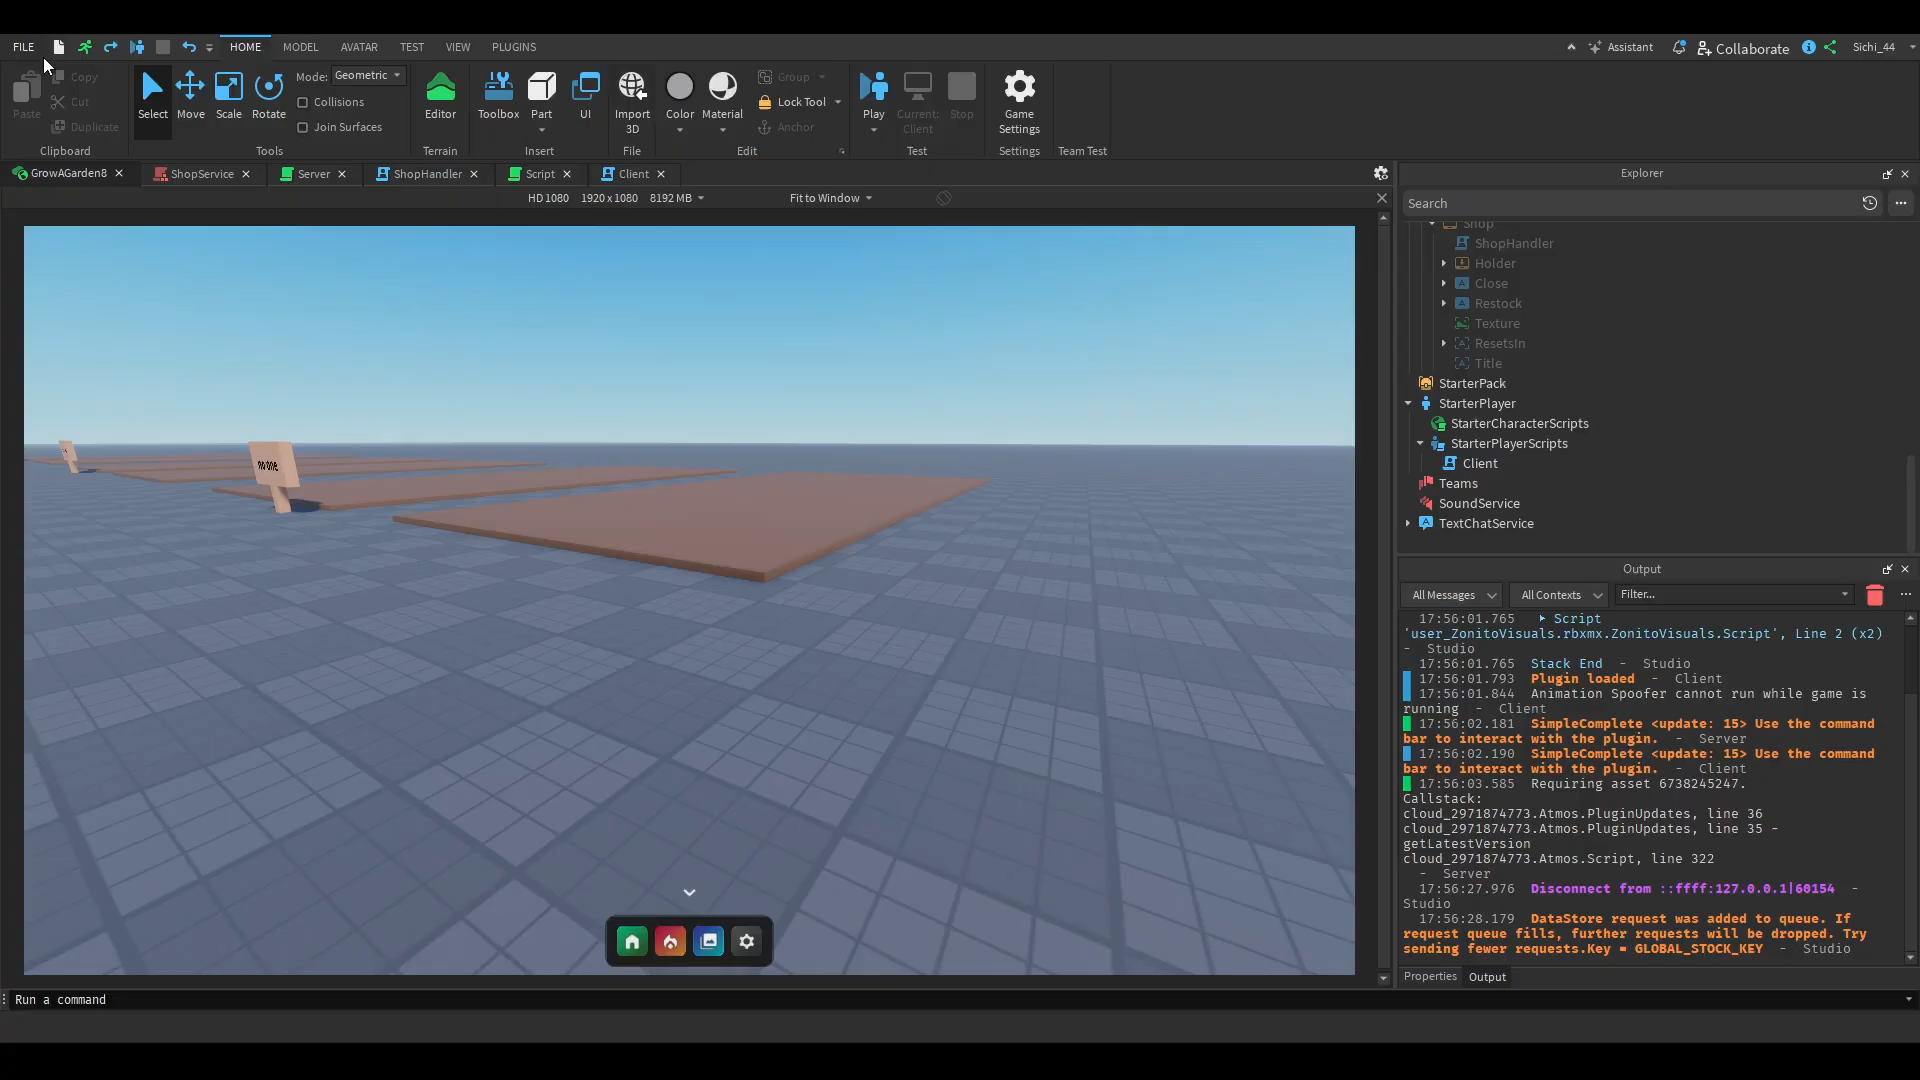 FILE
HOME
MODEL
AVATAR
TEST
VIEW
PLUGINS
Assistant
Collaborate
Sichi_44
Paste
Copy
Cut
Duplicate
Clipboard
Select
Move
Scale
Rotate
Mode: Geometric
Collisions
Join Surfaces
Tools
Editor
Terrain
Toolbox
Part
UI
Insert
Import
3D
File
Color
Material
Group
Lock Tool
Anchor
Edit
Play
Current:
Client
Stop
Test
Game
Settings
Settings
Team Test
GrowAGarden8
ShopService
Server
ShopHandler
Script
Client
HD 1080 1920 x 1080 8192 MB
Fit to Window
no one
Explorer
Search
Shop
ShopHandler
Holder
Close
Restock
Texture
ResetsIn
Title
StarterPack
StarterPlayer
StarterCharacterScripts
StarterPlayerScripts
Client
Teams
SoundService
TextChatService
Output
All Messages
All Contexts
Filter...
17:56:01.765 Script
'user_ZonitoVisuals.rbxmx.ZonitoVisuals.Script', Line 2 (x2)
- Studio
17:56:01.765 Stack End - Studio
17:56:01.793 Plugin loaded - Client
17:56:01.844 Animation Spoofer cannot run while game is
running - Client
17:56:02.181 SimpleComplete <update: 15> Use the command
bar to interact with the plugin. - Server
17:56:02.190 SimpleComplete <update: 15> Use the command
bar to interact with the plugin. - Client
17:56:03.585 Requiring asset 6738245247.
Callstack:
cloud_2971874773.Atmos.PluginUpdates, line 36
cloud_2971874773.Atmos.PluginUpdates, line 35 -
getLatestVersion
cloud_2971874773.Atmos.Script, line 322
- Server
17:56:27.976 Disconnect from ::ffff:127.0.0.1|60154 -
Studio
17:56:28.179 DataStore request was added to queue. If
request queue fills, further requests will be dropped. Try
sending fewer requests.Key = GLOBAL_STOCK_KEY - Studio
Properties
Output
Run a command